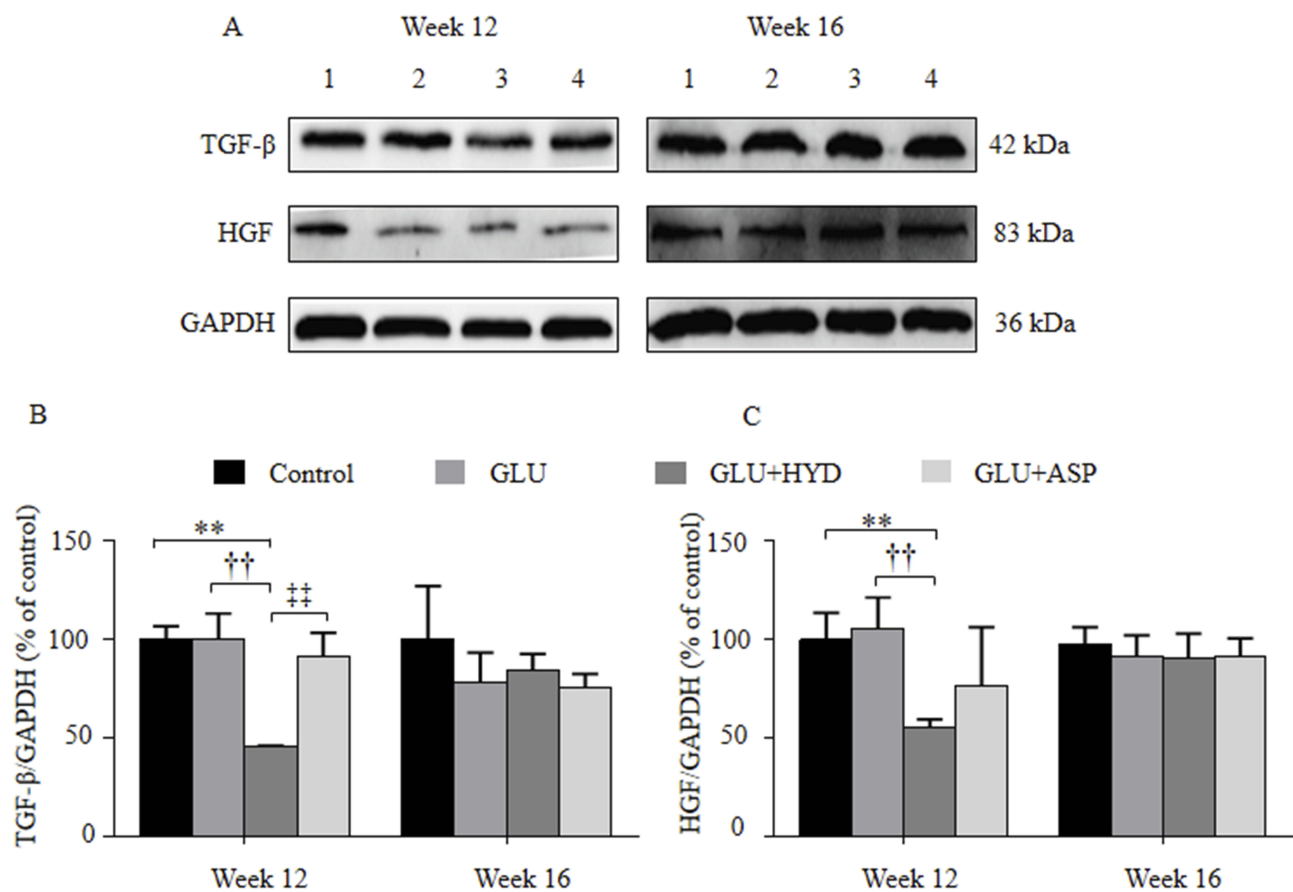 A Week 12 Week 16
1 2 3 4 1 2 3 4
TGF-β 42 kDa
HGF 83 kDa
GAPDH 36 kDa
B C
Control GLU GLU+HYD GLU+ASP
TGF-β/GAPDH (% of control)
150
100
50
0
**
††
‡‡
Week 12 Week 16
HGF/GAPDH (% of control)
150
100
50
0
**
††
Week 12 Week 16